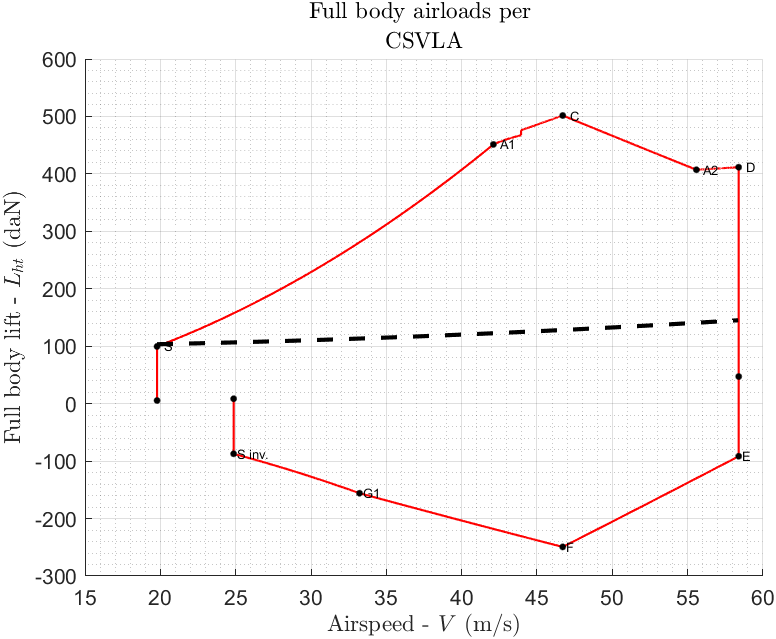 Full body airloads per
CSVLA
600
500
400
300
200
100
0
-100
-200
-300
Full body lift - L_ht (daN)
S
A1
C
A2
D
S inv.
G1
F
E
15 20 25 30 35 40 45 50 55 60
Airspeed - V (m/s)